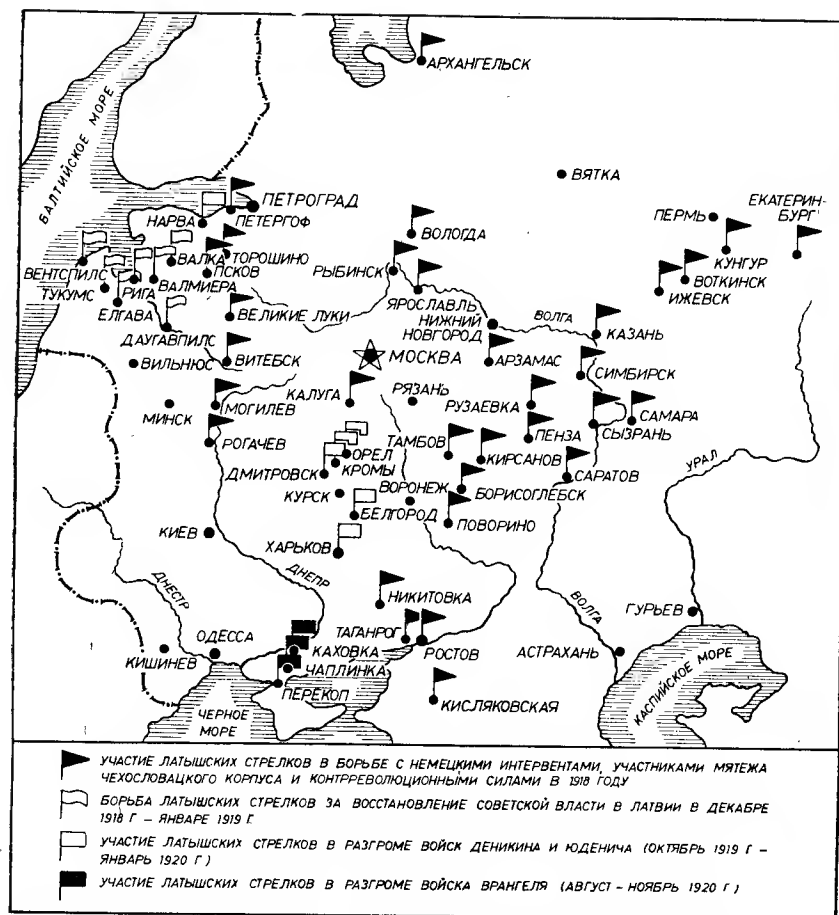 АРХАНГЕЛЬСК
БАЛТИЙСКОЕ МОРЕ
ВЯТКА
ПЕТРОГРАД
НАРВА
ПЕТЕРГОФ
ПЕРМЬ
ЕКАТЕРИН-
БУРГ
ВОЛОГДА
КУНГУР
ВАЛКА
ТОРОШИНО
ВЕНТСПИЛС
ПСКОВ
РЫБИНСК
ВОТКИНСК
ТУКУМС
РИГА
ВАЛМИЕРА
ИЖЕВСК
ЕЛГАВА
ВЕЛИКИЕ ЛУКИ
ЯРОСЛАВЛЬ
НИЖНИЙ
НОВГОРОД
ВОЛГА
КАЗАНЬ
ДАУГАВПИЛС
ВИЛЬНЮС
ВИТЕБСК
МОСКВА
АРЗАМАС
СИМБИРСК
КАЛУГА
РЯЗАНЬ
РУЗАЕВКА
МИНСК
МОГИЛЕВ
САМАРА
СЫЗРАНЬ
РОГАЧЕВ
ТАМБОВ
ПЕНЗА
ОРЕЛ
КРОМЫ
КИРСАНОВ
УРАЛ
ДМИТРОВСК
САРАТОВ
КУРСК
ВОРОНЕЖ
БОРИСОГЛЕБСК
БЕЛГОРОД
ПОВОРИНО
КИЕВ
ХАРЬКОВ
ДНЕПР
ДНЕСТР
НИКИТОВКА
ВОЛГА
ГУРЬЕВ
ТАГАНРОГ
РОСТОВ
ОДЕССА
КАХОВКА
КИШИНЕВ
ЧАПЛИНКА
АСТРАХАНЬ
ПЕРЕКОП
КАСПИЙСКОЕ МОРЕ
КИСЛЯКОВСКАЯ
ЧЕРНОЕ
МОРЕ
УЧАСТИЕ ЛАТЫШСКИХ СТРЕЛКОВ В БОРЬБЕ С НЕМЕЦКИМИ ИНТЕРВЕНТАМИ, УЧАСТНИКАМИ МЯТЕЖА
ЧЕХОСЛОВАЦКОГО КОРПУСА И КОНТРРЕВОЛЮЦИОННЫМИ СИЛАМИ В 1918 ГОДУ
БОРЬБА ЛАТЫШСКИХ СТРЕЛКОВ ЗА ВОССТАНОВЛЕНИЕ СОВЕТСКОЙ ВЛАСТИ В ЛАТВИИ В ДЕКАБРЕ
1918 Г – ЯНВАРЕ 1919 Г.
УЧАСТИЕ ЛАТЫШСКИХ СТРЕЛКОВ В РАЗГРОМЕ ВОЙСК ДЕНИКИНА И ЮДЕНИЧА (ОКТЯБРЬ 1919 Г –
ЯНВАРЬ 1920 Г)
УЧАСТИЕ ЛАТЫШСКИХ СТРЕЛКОВ В РАЗГРОМЕ ВОЙСКА ВРАНГЕЛЯ (АВГУСТ – НОЯБРЬ 1920 Г)